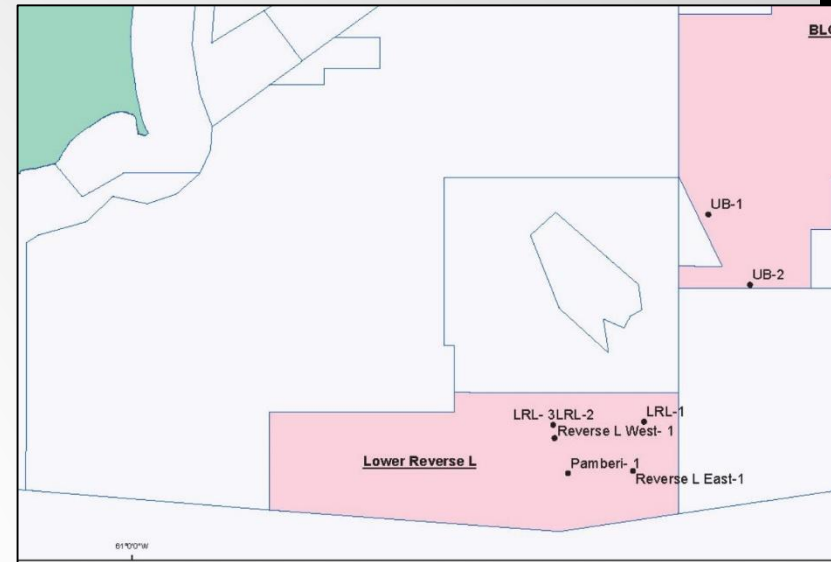 BLO
UB-1
UB-2
LRL- 3LRL-2
LRL-1
Reverse L West- 1
Lower Reverse L
Pamberi- 1
Reverse L East-1
61°0'0"W